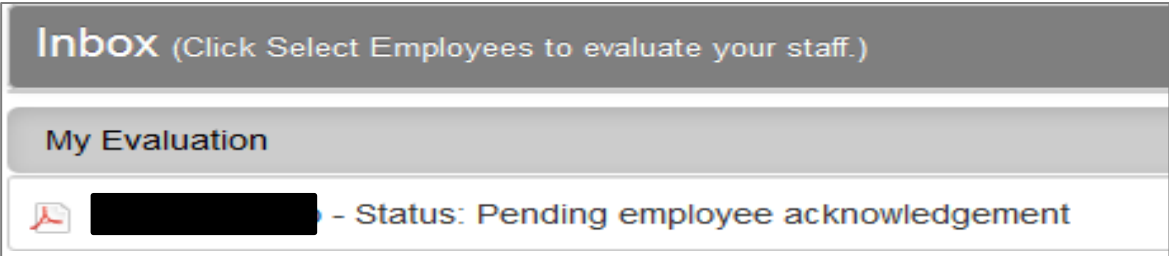 Inbox (Click Select Employees to evaluate your staff.)
My Evaluation
- Status: Pending employee acknowledgement